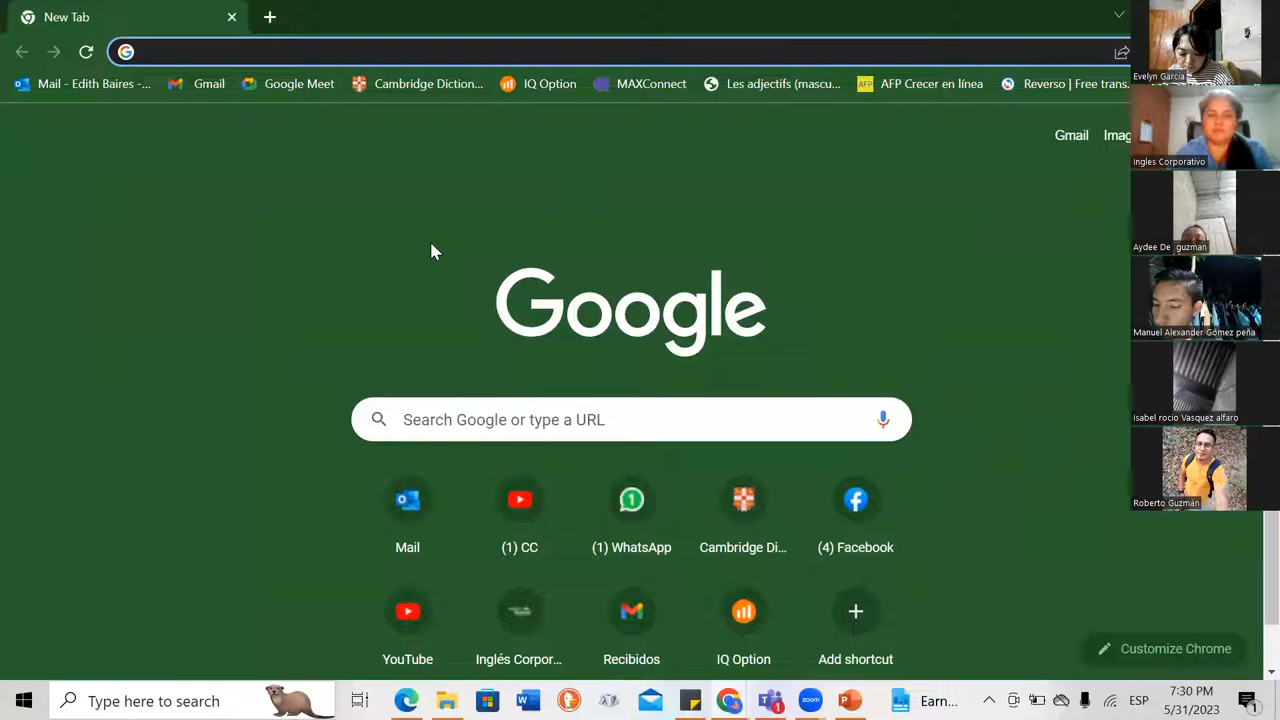 New Tab
Mail - Edith Baires -...
Gmail
Google Meet
Cambridge Diction...
IQ Option
MAXConnect
Les adjectifs (mascu...
AFP Crecer en línea
Reverso | Free trans...
Gmail
Imag
Google
Search Google or type a URL
Mail
(1) CC
(1) WhatsApp
Cambridge Di...
(4) Facebook
YouTube
Inglés Corpor...
Recibidos
IQ Option
Add shortcut
Customize Chrome
Evelyn García
Ingles Corporativo
Aydee De guzman
Manuel Alexander Gómez peña
Isabel rocio Vasquez alfaro
Roberto Guzmán
Type here to search
Earn...
ESP
7:30 PM
5/31/2023